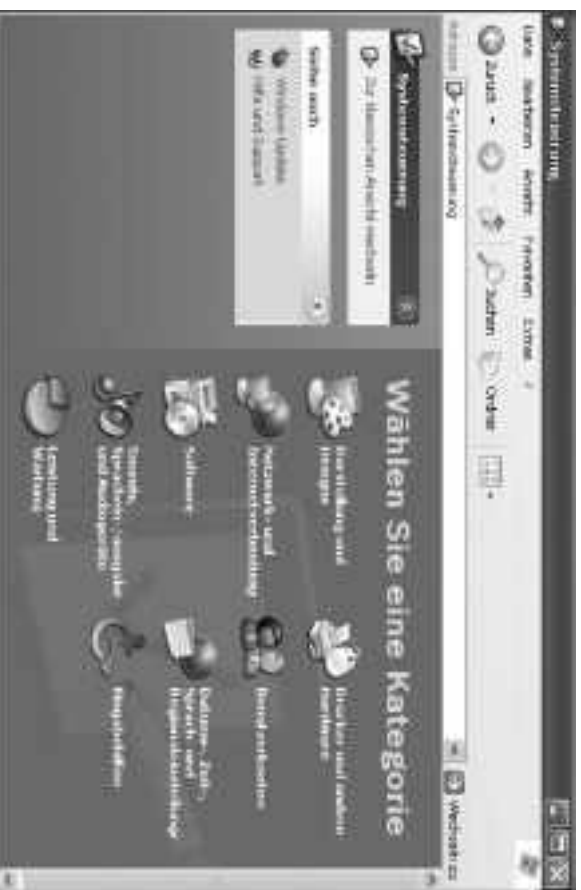 Systemsteuerung
Datei Bearbeiten Ansicht Favoriten Extras ?
Zurück Suchen Ordner
Adresse Systemsteuerung Wechseln zu
Systemsteuerung
Zur klassischen Ansicht wechseln
Siehe auch
Windows Update
Hilfe und Support
Wählen Sie eine Kategorie
Darstellung und
Designs
Drucker und andere
Hardware
Netzwerk- und
Internetverbindungen
Benutzerkonten
Software
Datums-, Zeit-,
Sprach- und
Regionaleinstellungen
Sounds,
Sprachein-/ausgabe
und Audiogeräte
Eingabehilfen
Leistung und
Wartung